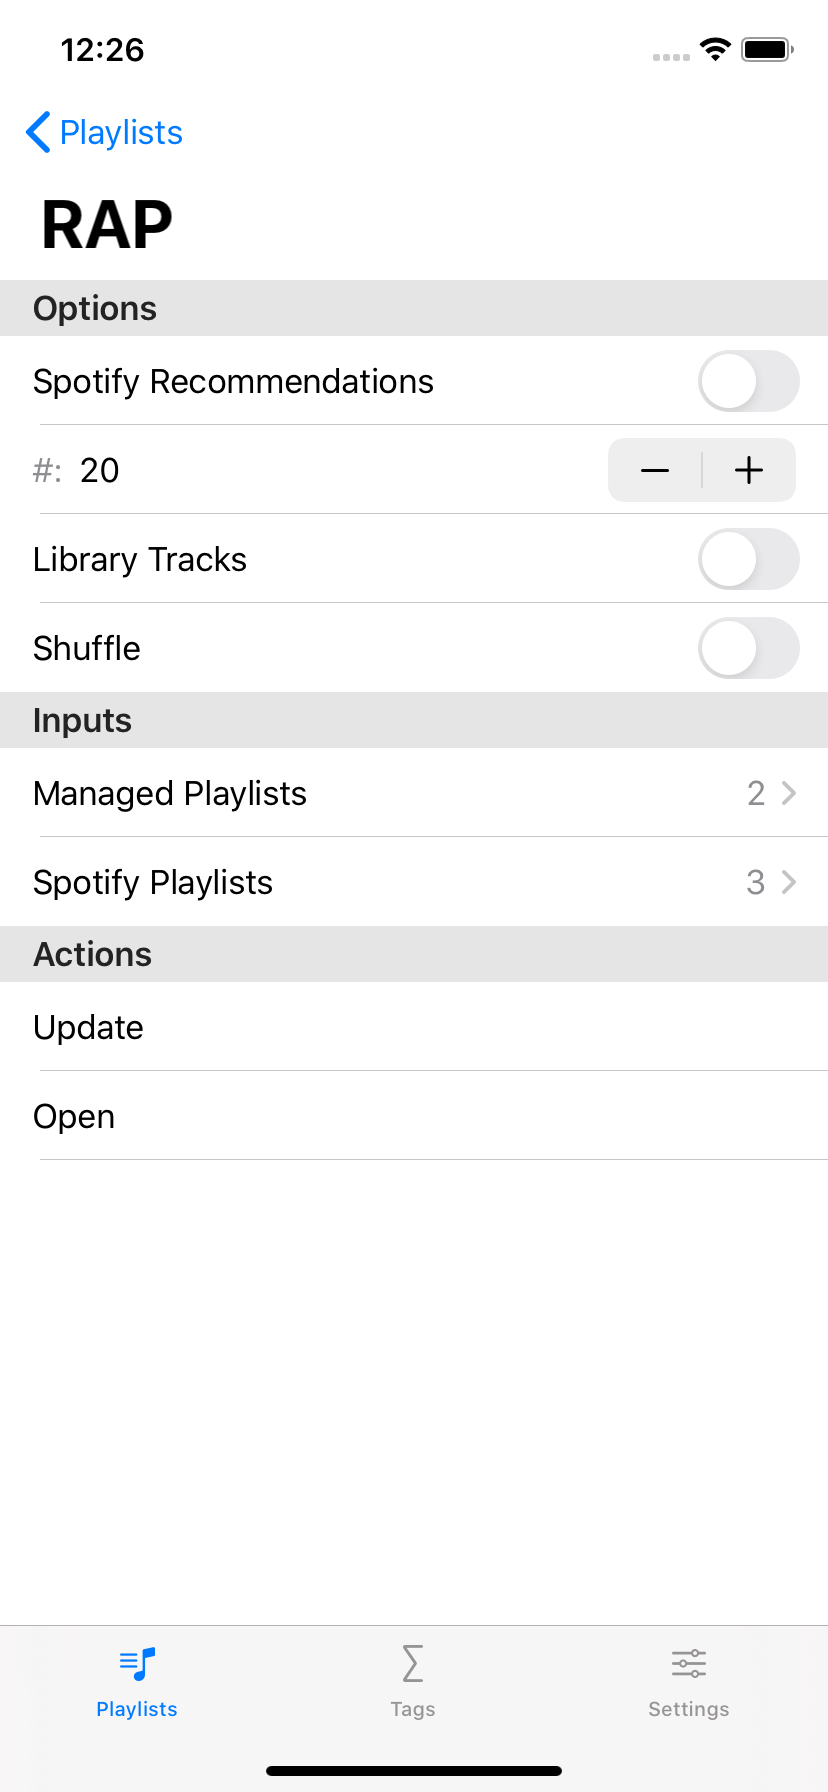 12:26
Playlists
RAP
Options
Spotify Recommendations
#: 20
Library Tracks
Shuffle
Inputs
Managed Playlists 2
Spotify Playlists 3
Actions
Update
Open
Playlists Tags Settings